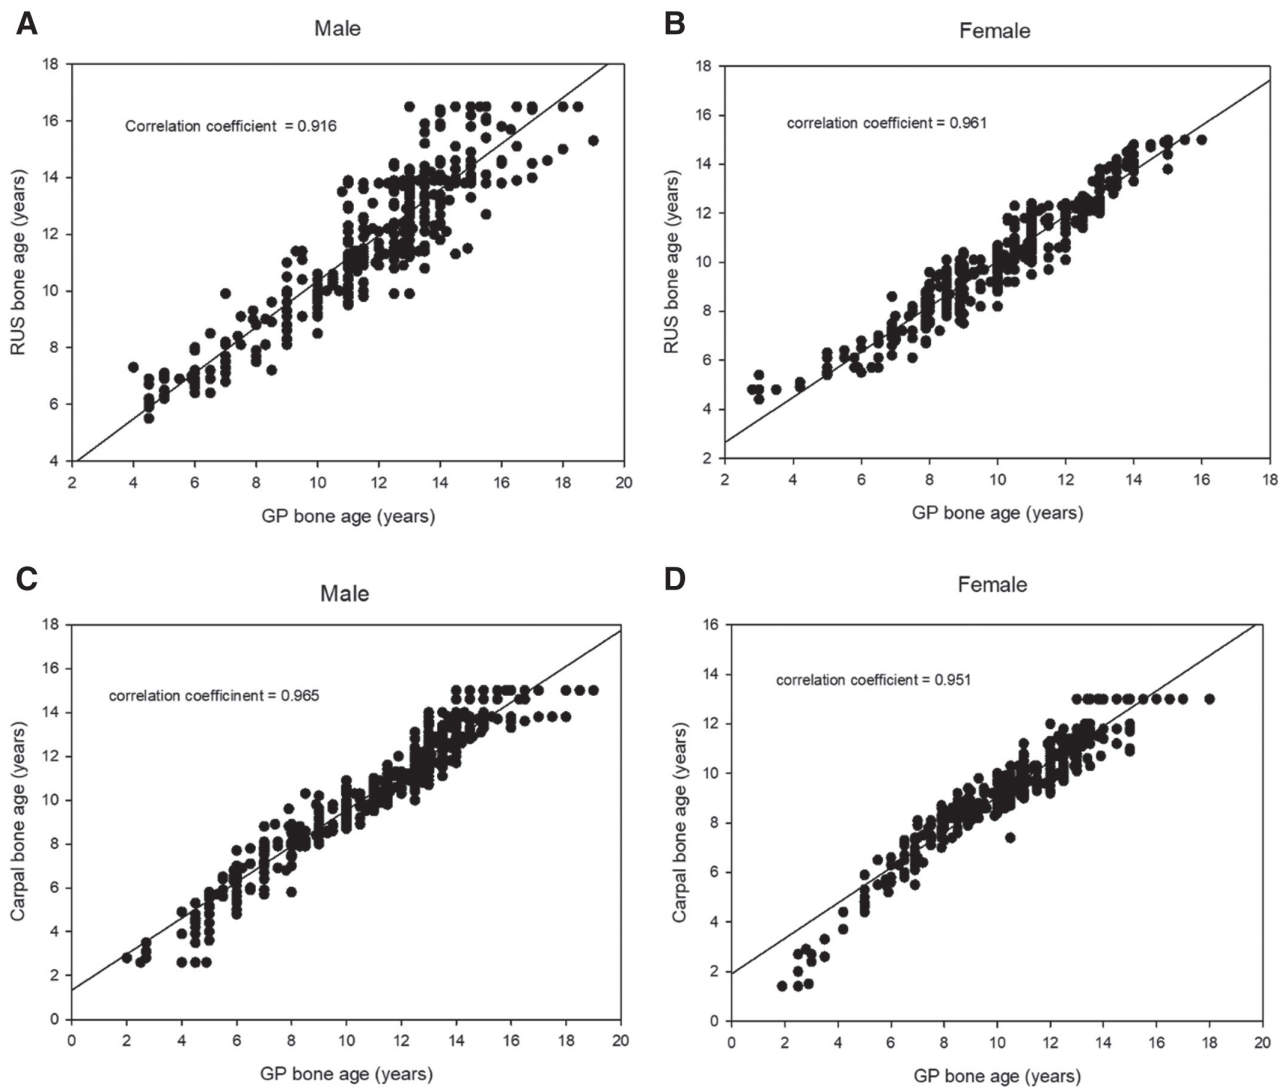 A
Male
18
16
14
12
10
8
6
4
Correlation coefficient = 0.916
RUS bone age (years)
2 4 6 8 10 12 14 16 18 20
GP bone age (years)
B
Female
18
16
14
12
10
8
6
4
2
correlation coefficient = 0.961
RUS bone age (years)
2 4 6 8 10 12 14 16 18
GP bone age (years)
C
Male
18
16
14
12
10
8
6
4
2
0
correlation coefficinent = 0.965
Carpal bone age (years)
0 2 4 6 8 10 12 14 16 18 20
GP bone age (years)
D
Female
16
14
12
10
8
6
4
2
0
correlation coefficient = 0.951
Carpal bone age (years)
0 2 4 6 8 10 12 14 16 18 20
GP bone age (years)